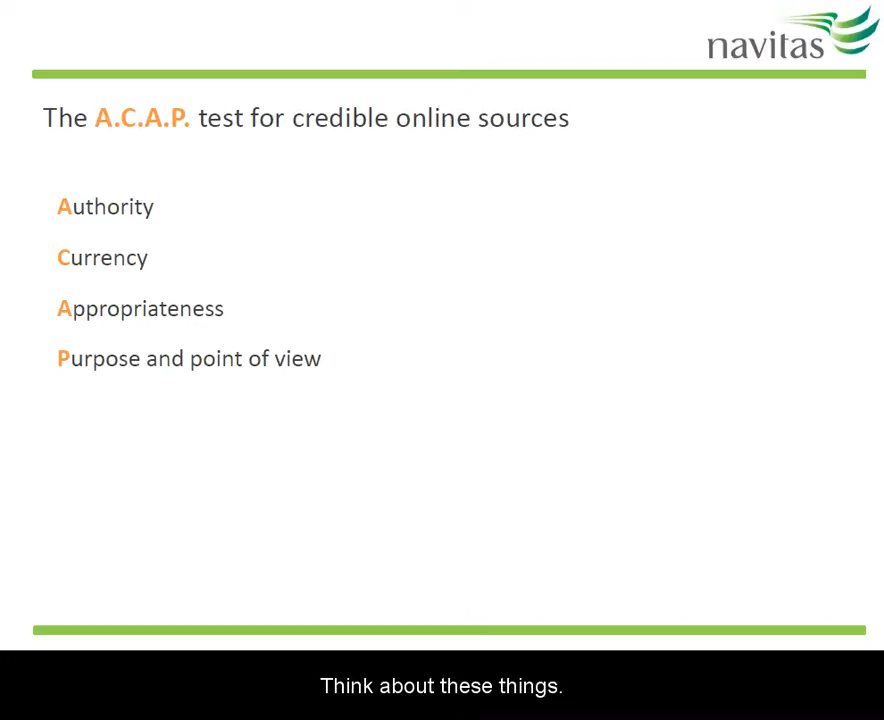 navitas
The A.C.A.P. test for credible online sources
Authority
Currency
Appropriateness
Purpose and point of view
Think about these things.